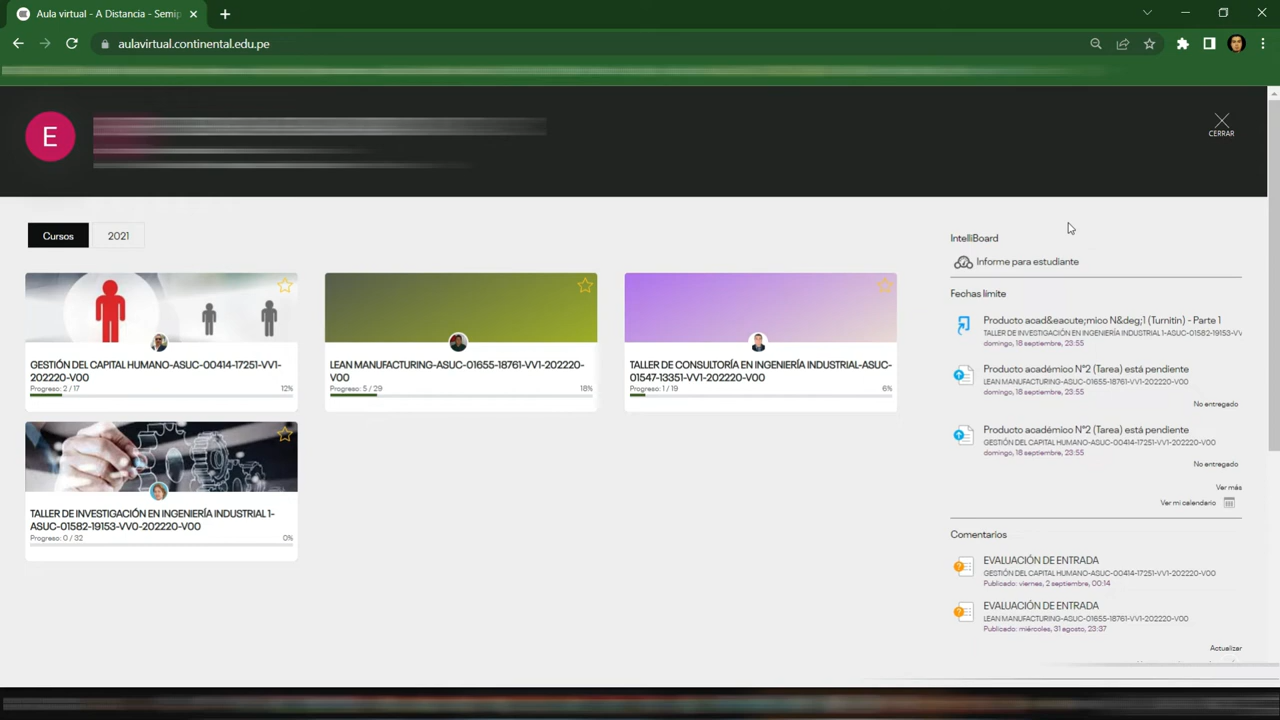 Aula virtual - A Distancia - Semip
aulavirtual.continental.edu.pe
E
CERRAR
Cursos
2021
GESTIÓN DEL CAPITAL HUMANO-ASUC-00414-17251-VV1-
202220-V00
Progreso: 2 / 17
12%
LEAN MANUFACTURING-ASUC-01655-18761-VV1-202220-
V00
Progreso: 5 / 29
18%
TALLER DE CONSULTORÍA EN INGENIERÍA INDUSTRIAL-ASUC-
01547-13351-VV1-202220-V00
Progreso: 1 / 19
6%
TALLER DE INVESTIGACIÓN EN INGENIERÍA INDUSTRIAL 1-
ASUC-01582-19153-VV0-202220-V00
Progreso: 0 / 32
0%
IntelliBoard
Informe para estudiante
Fechas límite
Producto acad&eacute;mico N&deg;1 (Turnitin) - Parte 1
TALLER DE INVESTIGACIÓN EN INGENIERÍA INDUSTRIAL 1-ASUC-01582-19153-VV
domingo, 18 septiembre, 23:55
Producto académico N°2 (Tarea) está pendiente
LEAN MANUFACTURING-ASUC-01655-18761-VV1-202220-V00
domingo, 18 septiembre, 23:55
No entregado
Producto académico N°2 (Tarea) está pendiente
GESTIÓN DEL CAPITAL HUMANO-ASUC-00414-17251-VV1-202220-V00
domingo, 18 septiembre, 23:55
No entregado
Ver más
Ver mi calendario
Comentarios
EVALUACIÓN DE ENTRADA
GESTIÓN DEL CAPITAL HUMANO-ASUC-00414-17251-VV1-202220-V00
Publicado: viernes, 2 septiembre, 00:14
EVALUACIÓN DE ENTRADA
LEAN MANUFACTURING-ASUC-01655-18761-VV1-202220-V00
Publicado: miércoles, 31 agosto, 23:37
Actualizar